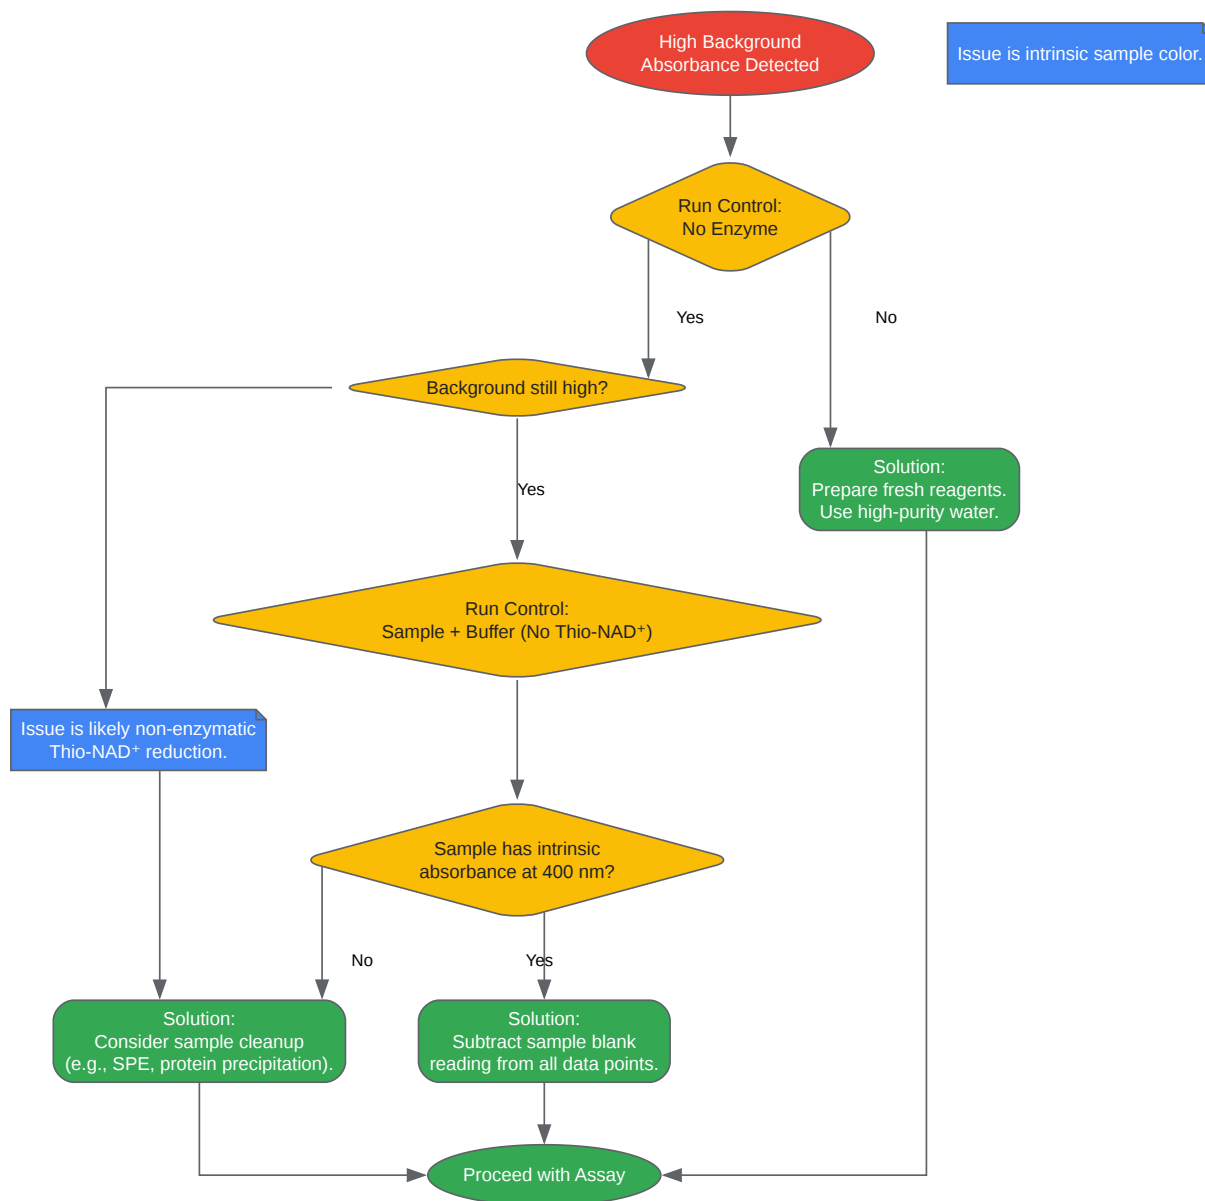 High Background
Absorbance Detected
Issue is intrinsic sample color.
Run Control:
No Enzyme
Yes
No
Background still high?
Yes
Solution:
Prepare fresh reagents.
Use high-purity water.
Run Control:
Sample + Buffer (No Thio-NAD⁺)
Issue is likely non-enzymatic
Thio-NAD⁺ reduction.
Sample has intrinsic
absorbance at 400 nm?
No
Yes
Solution:
Consider sample cleanup
(e.g., SPE, protein precipitation).
Solution:
Subtract sample blank
reading from all data points.
Proceed with Assay